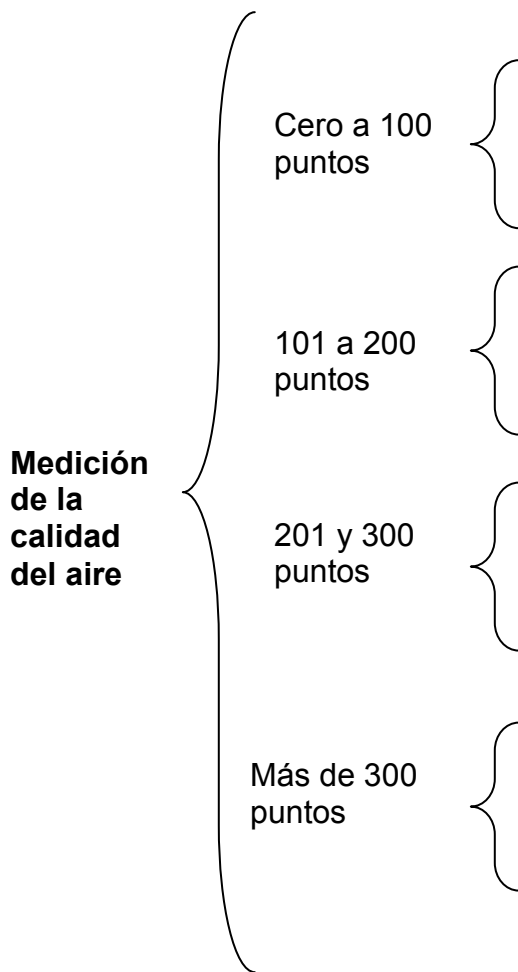 Medición
de la
calidad
del aire
Cero a 100
puntos
101 a 200
puntos
201 y 300
puntos
Más de 300
puntos